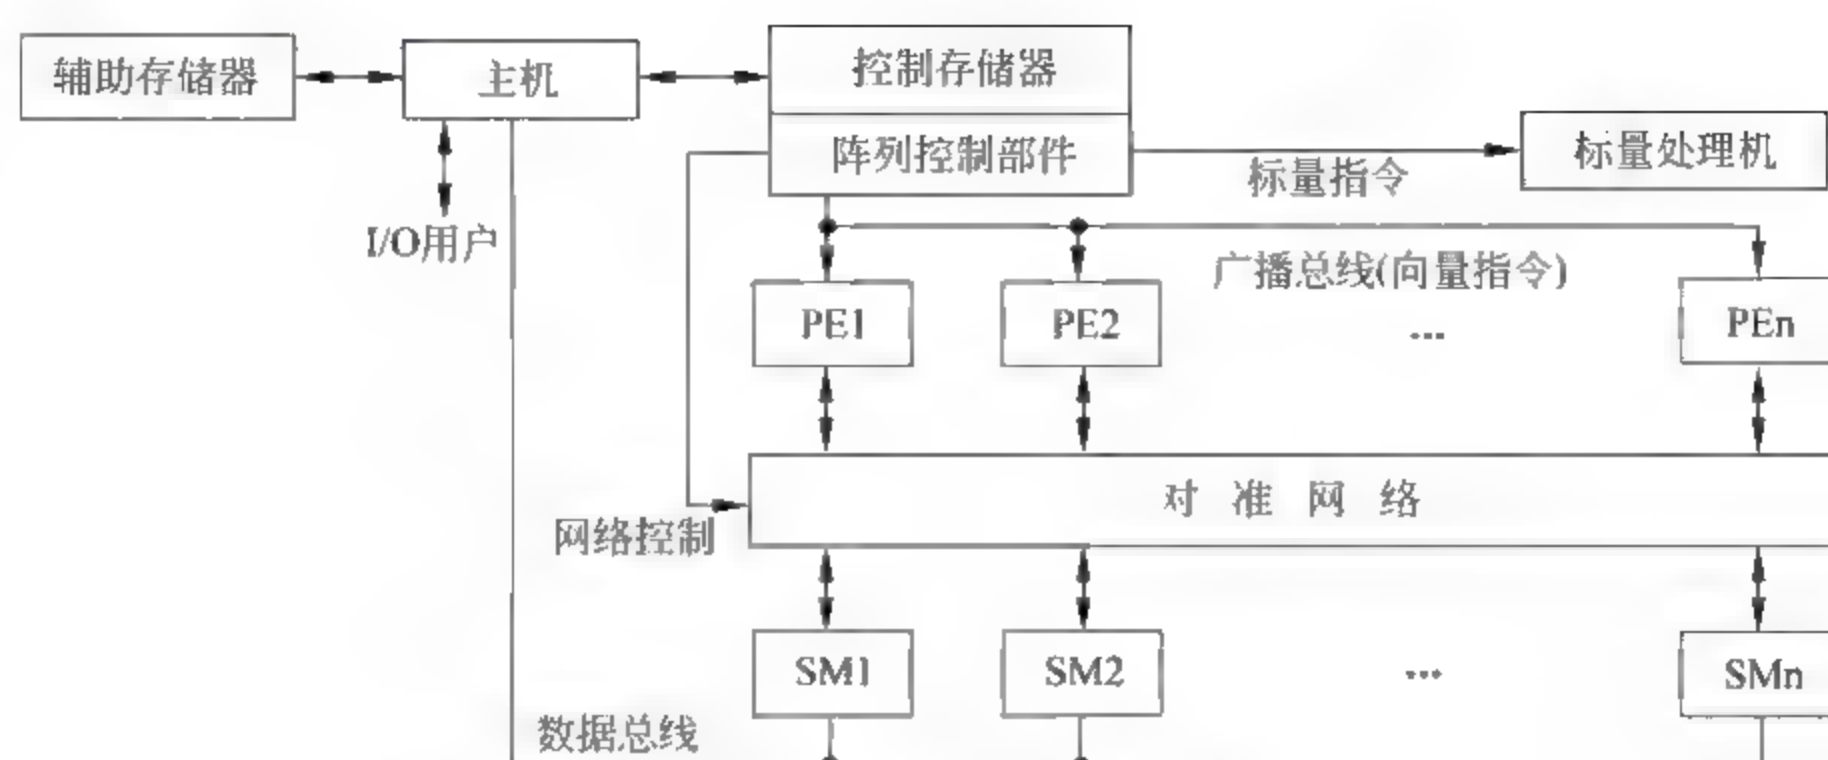 辅助存储器
主机
控制存储器
阵列控制部件
标量指令
标量处理机
I/O用户
广播总线(向量指令)
PE1
PE2
...
PEn
对准网络
网络控制
SM1
SM2
...
SMn
数据总线